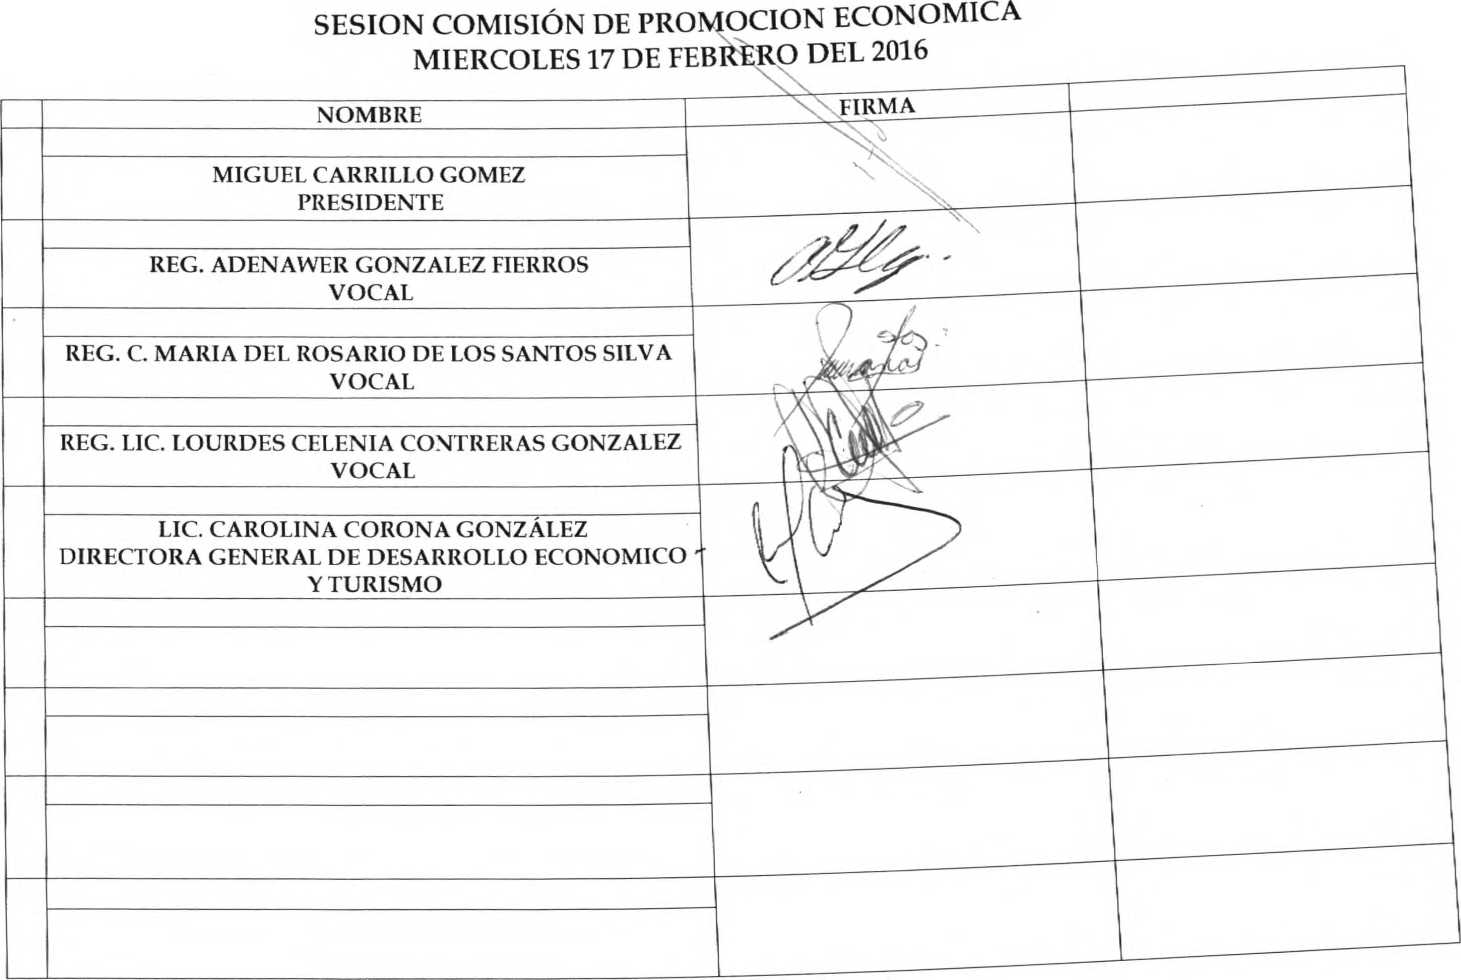 SESION COMISIÓN DE PROMOCION ECONOMICA
MIERCOLES 17 DE FEBRERO DEL 2016
NOMBRE
FIRMA
MIGUEL CARRILLO GOMEZ
PRESIDENTE
REG. ADENAWER GONZALEZ FIERROS
VOCAL
REG. C. MARIA DEL ROSARIO DE LOS SANTOS SILVA
VOCAL
REG. LIC. LOURDES CELENIA CONTRERAS GONZALEZ
VOCAL
LIC. CAROLINA CORONA GONZÁLEZ
DIRECTORA GENERAL DE DESARROLLO ECONOMICO
Y TURISMO